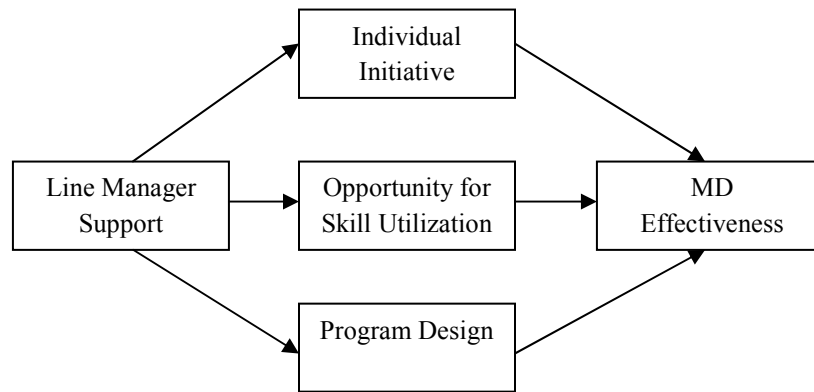 Individual
Initiative
Line Manager
Support
Opportunity for
Skill Utilization
MD
Effectiveness
Program Design